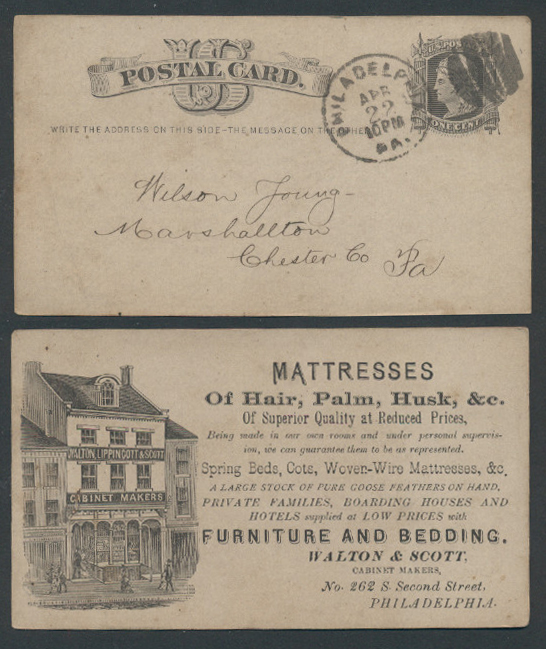 US
POSTAL CARD.
WRITE THE ADDRESS ON THIS SIDE—THE MESSAGE ON THE OTHER
PHILADELPHIA
APR
22
10PM
PA.
U.S. POSTAGE
ONE CENT
Wilson Young
Marshallton
Chester Co Pa
WALTON, LIPPINCOTT & SCOTT
CABINET MAKERS
MATTRESSES
Of Hair, Palm, Husk, &c.
Of Superior Quality at Reduced Prices,
Being made in our own rooms and under personal supervis-
ion, we can guarantee them to be as represented.
Spring Beds, Cots, Woven-Wire Mattresses, &c.
A LARGE STOCK OF PURE GOOSE FEATHERS ON HAND.
PRIVATE FAMILIES, BOARDING HOUSES AND
HOTELS supplied at LOW PRICES with
FURNITURE AND BEDDING.
WALTON & SCOTT,
CABINET MAKERS,
No. 262 S. Second Street,
PHILADELPHIA.